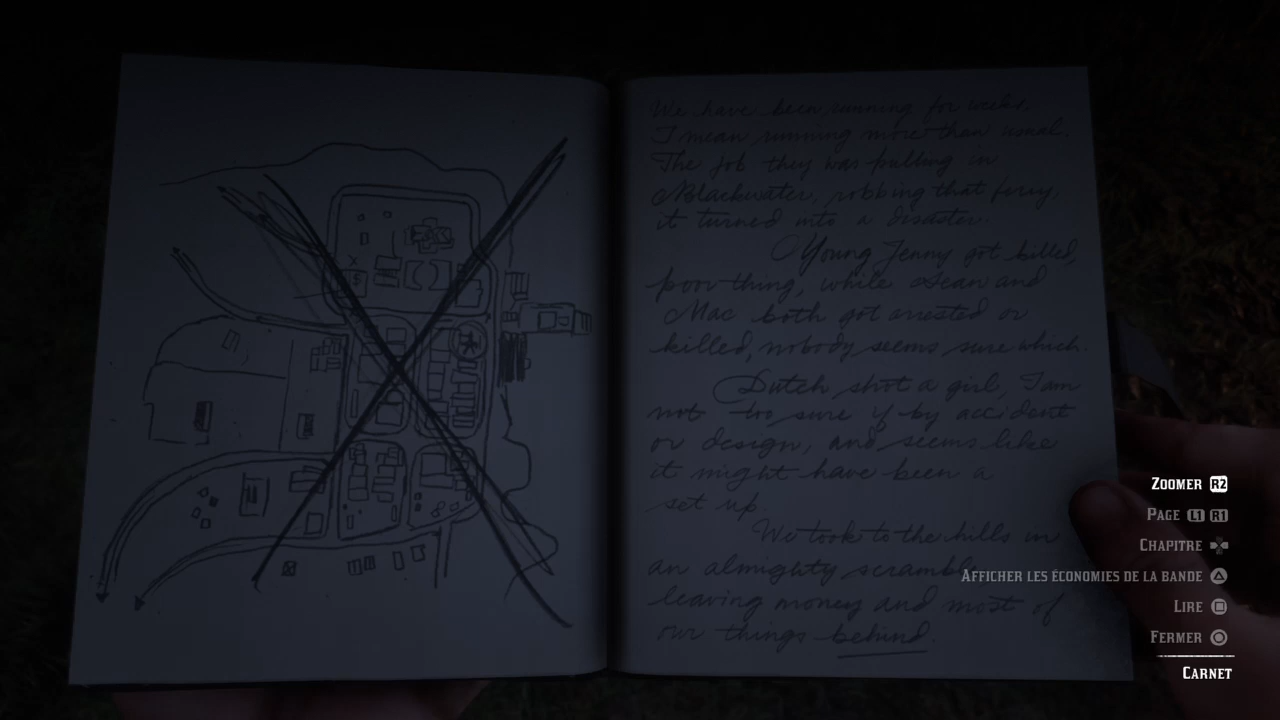 We have been running for weeks,
I mean running more than usual.
The job they was pulling in
Blackwater, robbing that ferry,
it turned into a disaster.
Young Jenny got killed,
poor thing, while Sean and
Mac both got arrested or
killed, nobody seems sure which.
Dutch shot a girl, I am
not too sure if by accident
or design, and seems like
it might have been a
set up.
We took to the hills in
an almighty scramble
leaving money and most of
our things behind.
$
ZOOMER R2
PAGE L1 R1
CHAPITRE
AFFICHER LES ÉCONOMIES DE LA BANDE
LIRE
FERMER
CARNET